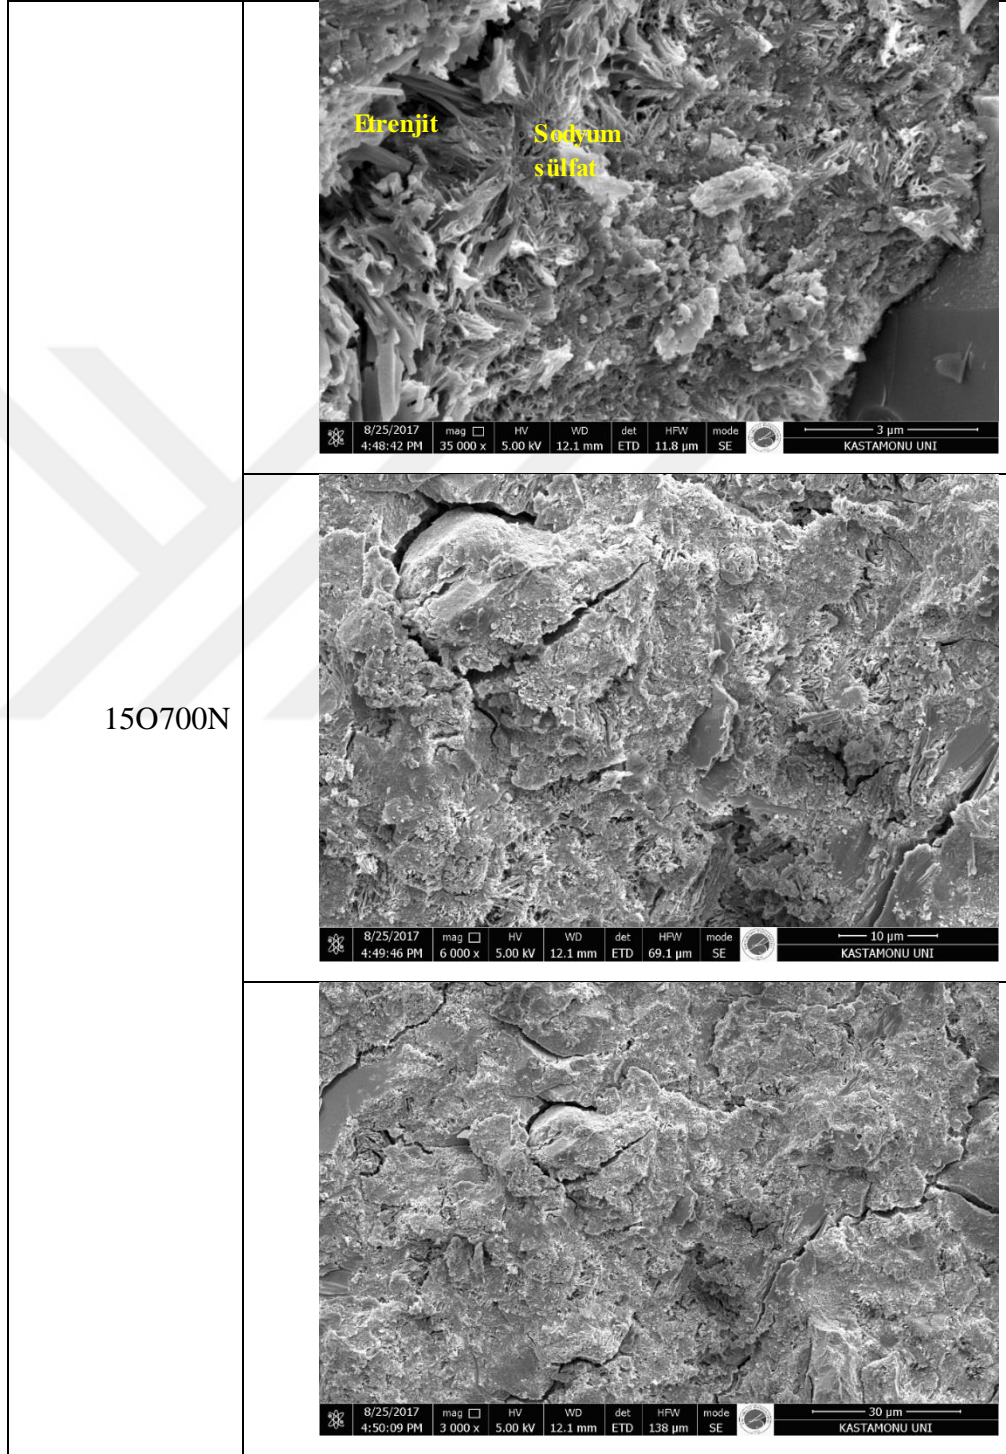 Etrenjit
Sodyum
sülfat
8/25/2017 mag HV WD det HFW mode 3 µm
4:48:42 PM 35 000 x 5.00 kV 12.1 mm ETD 11.8 µm SE KASTAMONU UNI
15O700N
8/25/2017 mag HV WD det HFW mode 10 µm
4:49:46 PM 6 000 x 5.00 kV 12.1 mm ETD 69.1 µm SE KASTAMONU UNI
8/25/2017 mag HV WD det HFW mode 30 µm
4:50:09 PM 3 000 x 5.00 kV 12.1 mm ETD 138 µm SE KASTAMONU UNI